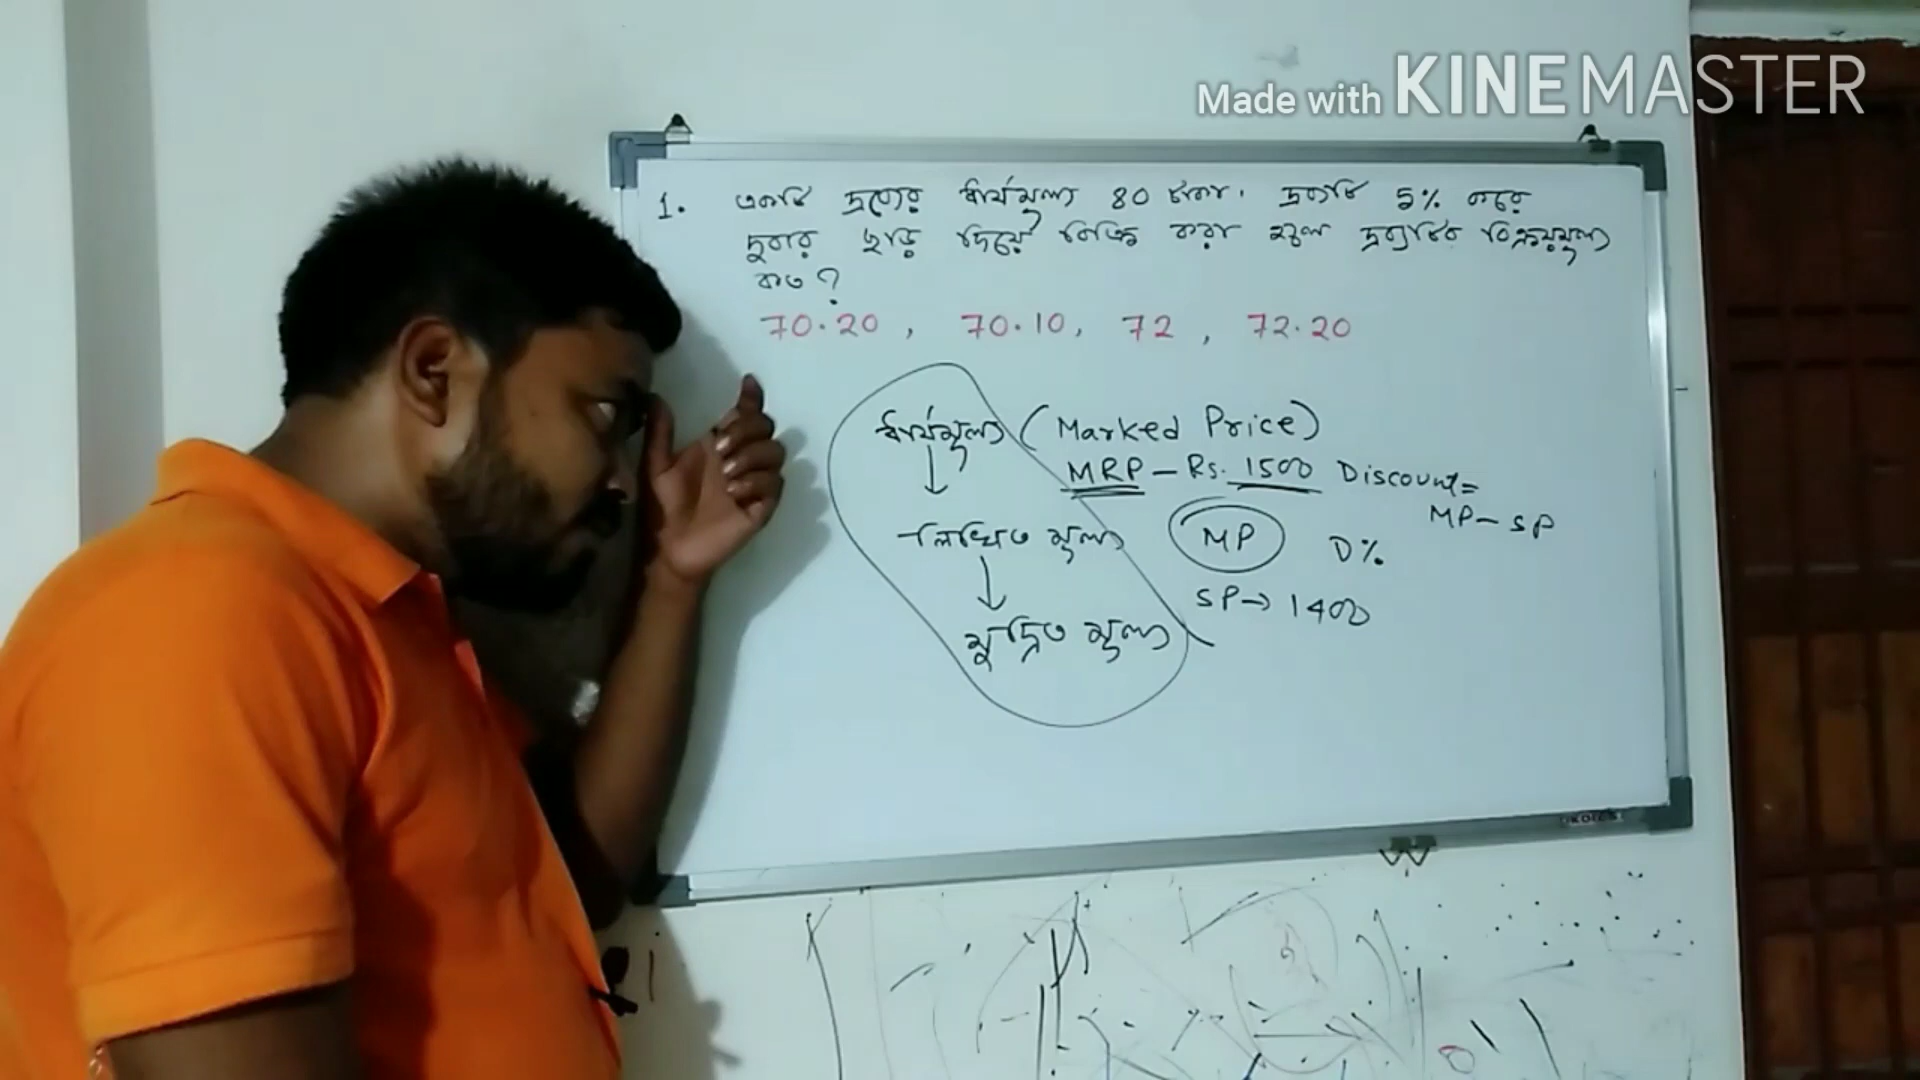 Made with KINEMASTER
1. একটি দ্রব্যের ধার্যমূল্য 80 টাকা। দ্রব্যটি 5% করে
দুবার ছাড় দিয়ে বিক্রি করা হলে দ্রব্যটির বিক্রয়মূল্য
কত ?
70.20 , 70.10, 72 , 72.20
ধার্যমূল্য (Marked Price)
MRP - Rs. 1500 Discount =
MP - SP
লিখিত মূল্য MP D%
SP → 1400
মুদ্রিত মূল্য